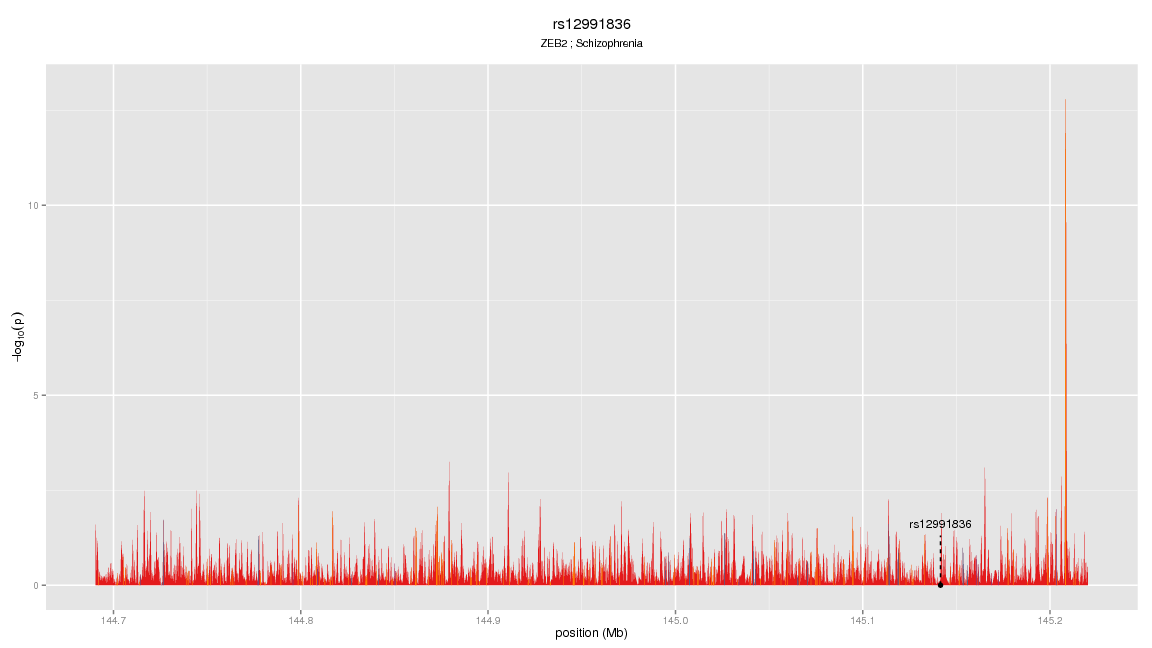 rs12991836
ZEB2 ; Schizophrenia
10
5
0
−log10(p)
rs12991836
144.7 144.8 144.9 145.0 145.1 145.2
position (Mb)